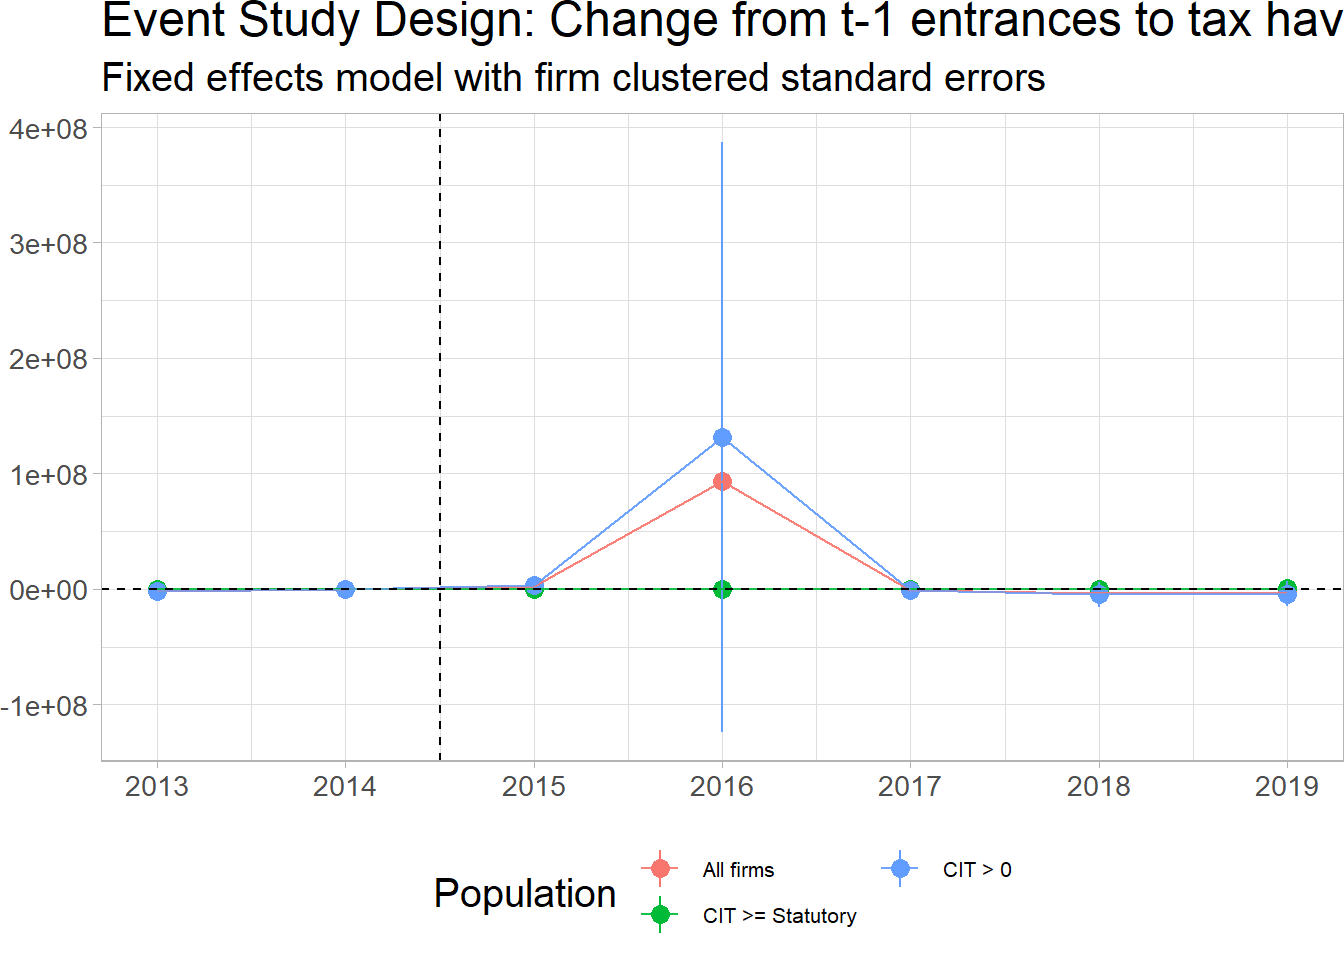 Event Study Design: Change from t-1 entrances to tax hav
Fixed effects model with firm clustered standard errors
4e+08
3e+08
2e+08
1e+08
0e+00
-1e+08
2013 2014 2015 2016 2017 2018 2019
Population
All firms
CIT >= Statutory
CIT > 0